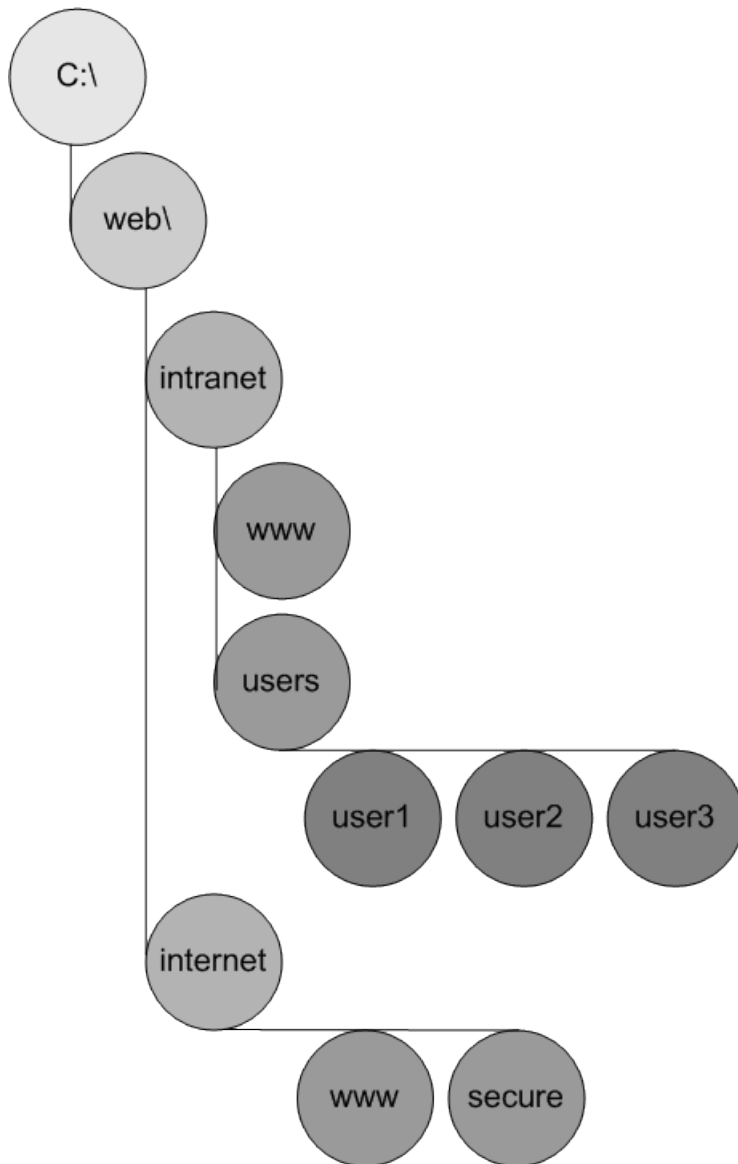 C:\
web\
intranet
www
users
user1 user2 user3
internet
www secure